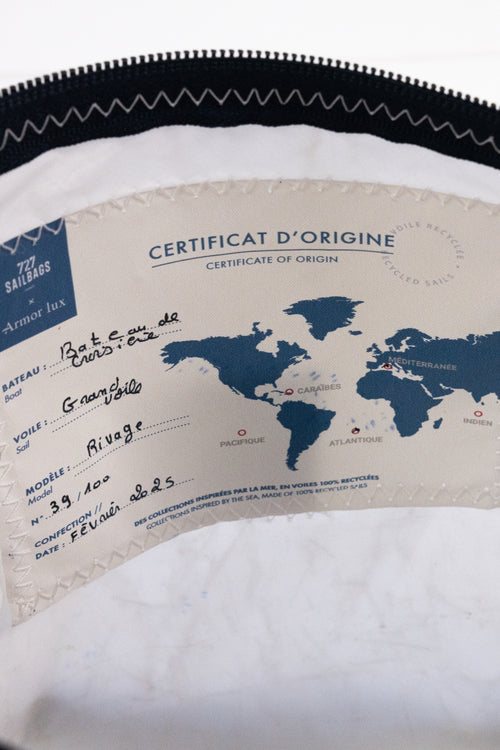 CERTIFICAT D'ORIGINE
CERTIFICATE OF ORIGIN
VOILE RECYCLÉE
RECYCLED SAILS
727
SAILBAGS
×
Armor lux
BATEAU : Bateau de
Boat croisière
VOILE : Grand
Sail voile
MODÈLE : Rivage
Model
N° 39/100
CONFECTION //
DATE : Février 2025
MÉDITERRANÉE
CARAÏBES
INDIEN
PACIFIQUE
ATLANTIQUE
DES COLLECTIONS INSPIRÉES PAR LA MER, EN VOILES 100% RECYCLÉES
COLLECTIONS INSPIRED BY THE SEA, MADE OF 100% RECYCLED SAILS